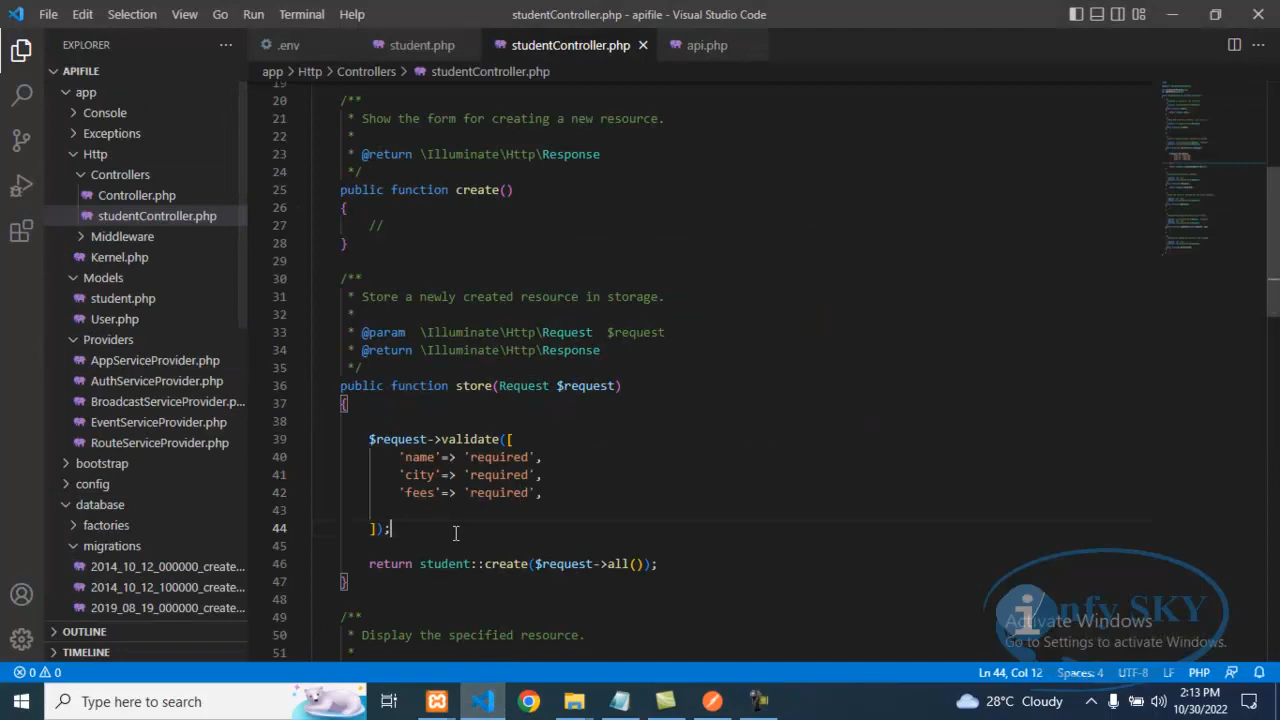 File Edit Selection View Go Run Terminal Help studentController.php - apifile - Visual Studio Code
EXPLORER
.env student.php studentController.php api.php
APIFILE
app > Http > Controllers > studentController.php
app
Console
Exceptions
Http
Controllers
Controller.php
studentController.php
Middleware
Kernel.php
Models
student.php
User.php
Providers
AppServiceProvider.php
AuthServiceProvider.php
BroadcastServiceProvider.p...
EventServiceProvider.php
RouteServiceProvider.php
bootstrap
config
database
factories
migrations
2014_10_12_000000_create...
2014_10_12_100000_create...
2019_08_19_000000_create...
OUTLINE
TIMELINE
19
20 /**
21 * Show the form for creating a new resource.
22 *
23 * @return \Illuminate\Http\Response
24 */
25 public function create()
26 {
27 //
28 }
29
30 /**
31 * Store a newly created resource in storage.
32 *
33 * @param \Illuminate\Http\Request $request
34 * @return \Illuminate\Http\Response
35 */
36 public function store(Request $request)
37 {
38
39 $request->validate([
40 'name'=> 'required',
41 'city'=> 'required',
42 'fees'=> 'required',
43
44 ]);
45
46 return student::create($request->all());
47 }
48
49 /**
50 * Display the specified resource.
51 *
infy SKY
Activate Windows
Go to Settings to activate Windows.
0 0 Ln 44, Col 12 Spaces: 4 UTF-8 LF PHP
Type here to search 28°C Cloudy 2:13 PM
10/30/2022